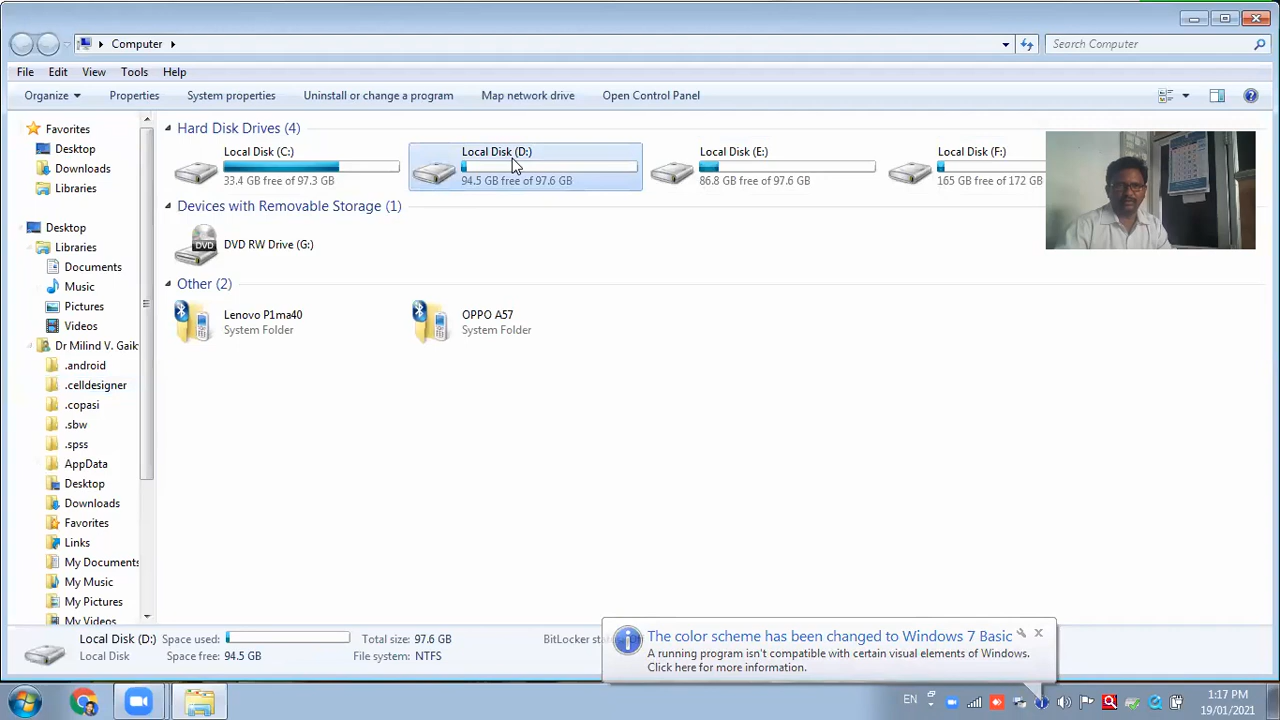 Computer
Search Computer
File Edit View Tools Help
Organize Properties System properties Uninstall or change a program Map network drive Open Control Panel
Favorites
Desktop
Downloads
Libraries
Desktop
Libraries
Documents
Music
Pictures
Videos
Dr Milind V. Gaik
.android
.celldesigner
.copasi
.sbw
.spss
AppData
Desktop
Downloads
Favorites
Links
My Documents
My Music
My Pictures
My Videos
Hard Disk Drives (4)
Local Disk (C:)
33.4 GB free of 97.3 GB
Local Disk (D:)
94.5 GB free of 97.6 GB
Local Disk (E:)
86.8 GB free of 97.6 GB
Local Disk (F:)
165 GB free of 172 GB
Devices with Removable Storage (1)
DVD
DVD RW Drive (G:)
Other (2)
Lenovo P1ma40
System Folder
OPPO A57
System Folder
Local Disk (D:) Space used: Total size: 97.6 GB
Local Disk Space free: 94.5 GB File system: NTFS
BitLocker
The color scheme has been changed to Windows 7 Basic
A running program isn't compatible with certain visual elements of Windows.
Click here for more information.
EN
1:17 PM
19/01/2021